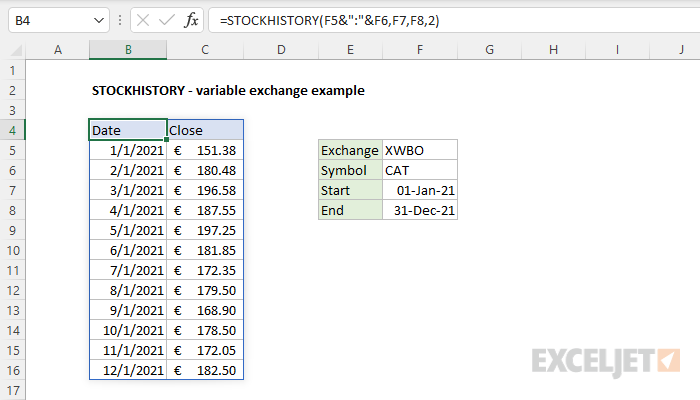 B4 fx =STOCKHISTORY(F5&":"&F6,F7,F8,2)
A B C D E F G H I J
1
2 STOCKHISTORY - variable exchange example
3
4 Date Close
5 1/1/2021 € 151.38 Exchange XWBO
6 2/1/2021 € 180.48 Symbol CAT
7 3/1/2021 € 196.58 Start 01-Jan-21
8 4/1/2021 € 187.55 End 31-Dec-21
9 5/1/2021 € 197.25
10 6/1/2021 € 181.85
11 7/1/2021 € 172.35
12 8/1/2021 € 179.50
13 9/1/2021 € 168.90
14 10/1/2021 € 178.50
15 11/1/2021 € 172.05
16 12/1/2021 € 182.50
17
EXCELJET